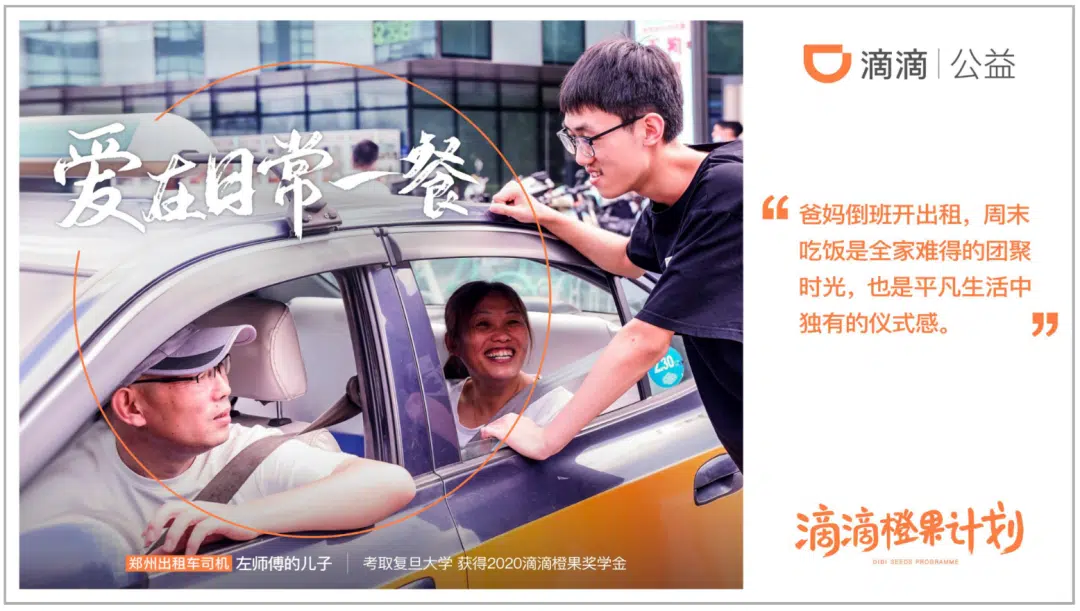 爱在日常一餐
滴滴 公益
“ 爸妈倒班开出租，周末
吃饭是全家难得的团聚
时光，也是平凡生活中
独有的仪式感。 ”
2.30
滴滴橙果计划
DIDI SEEDS PROGRAMME
郑州出租车司机 左师傅的儿子 考取复旦大学 获得2020滴滴橙果奖学金